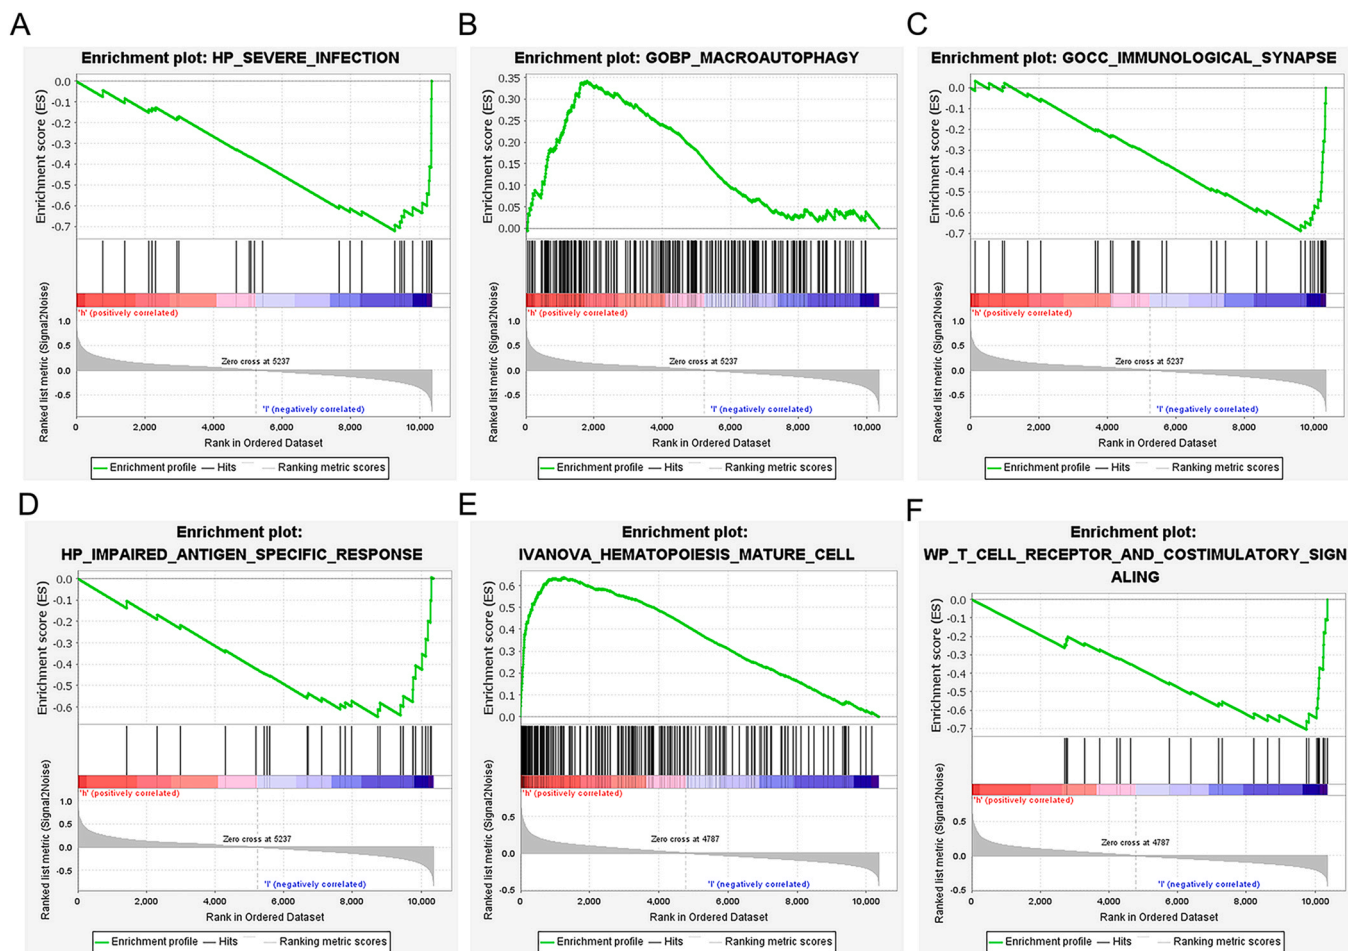 A
Enrichment plot: HP_SEVERE_INFECTION
Enrichment score (ES)
0.0
-0.1
-0.2
-0.3
-0.4
-0.5
-0.6
-0.7
'h' (positively correlated)
Ranked list metric (Signal2Noise)
1.0
0.5
0.0
-0.5
Zero cross at 5237
'l' (negatively correlated)
0 2,000 4,000 6,000 8,000 10,000
Rank in Ordered Dataset
Enrichment profile Hits Ranking metric scores
B
Enrichment plot: GOBP_MACROAUTOPHAGY
Enrichment score (ES)
0.35
0.30
0.25
0.20
0.15
0.10
0.05
0.00
'h' (positively correlated)
Ranked list metric (Signal2Noise)
1.0
0.5
0.0
-0.5
Zero cross at 5237
'l' (negatively correlated)
0 2,000 4,000 6,000 8,000 10,000
Rank in Ordered Dataset
Enrichment profile Hits Ranking metric scores
C
Enrichment plot: GOCC_IMMUNOLOGICAL_SYNAPSE
Enrichment score (ES)
0.0
-0.1
-0.2
-0.3
-0.4
-0.5
-0.6
-0.7
'h' (positively correlated)
Ranked list metric (Signal2Noise)
1.0
0.5
0.0
-0.5
Zero cross at 5237
'l' (negatively correlated)
0 2,000 4,000 6,000 8,000 10,000
Rank in Ordered Dataset
Enrichment profile Hits Ranking metric scores
D
Enrichment plot:
HP_IMPAIRED_ANTIGEN_SPECIFIC_RESPONSE
Enrichment score (ES)
0.0
-0.1
-0.2
-0.3
-0.4
-0.5
-0.6
'h' (positively correlated)
Ranked list metric (Signal2Noise)
1.0
0.5
0.0
-0.5
Zero cross at 5237
'l' (negatively correlated)
0 2,000 4,000 6,000 8,000 10,000
Rank in Ordered Dataset
Enrichment profile Hits Ranking metric scores
E
Enrichment plot:
IVANOVA_HEMATOPOIESIS_MATURE_CELL
Enrichment score (ES)
0.6
0.5
0.4
0.3
0.2
0.1
0.0
'h' (positively correlated)
Ranked list metric (Signal2Noise)
0.5
0.0
-0.5
Zero cross at 4787
'l' (negatively correlated)
0 2,000 4,000 6,000 8,000 10,000
Rank in Ordered Dataset
Enrichment profile Hits Ranking metric scores
F
Enrichment plot:
WP_T_CELL_RECEPTOR_AND_COSTIMULATORY_SIGN
ALING
Enrichment score (ES)
0.0
-0.1
-0.2
-0.3
-0.4
-0.5
-0.6
-0.7
'h' (positively correlated)
Ranked list metric (Signal2Noise)
0.5
0.0
-0.5
Zero cross at 4787
'l' (negatively correlated)
0 2,000 4,000 6,000 8,000 10,000
Rank in Ordered Dataset
Enrichment profile Hits Ranking metric scores